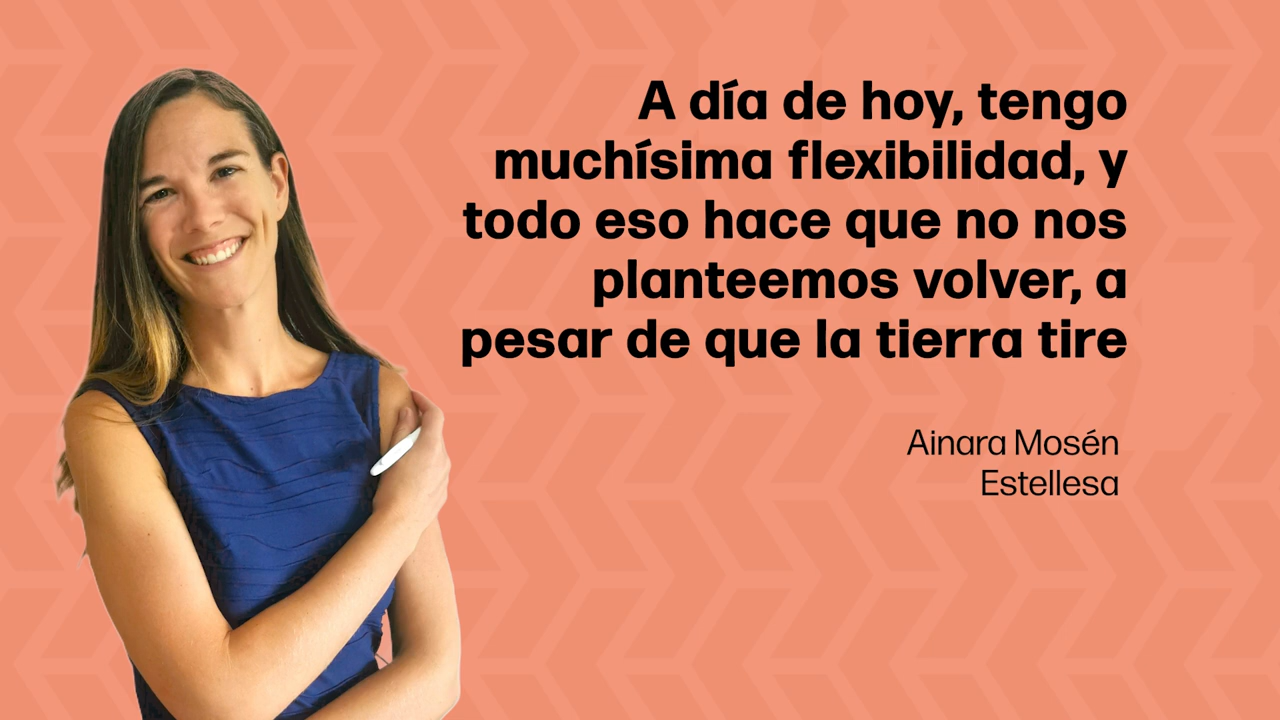 A día de hoy, tengo
muchísima flexibilidad, y
todo eso hace que no nos
planteemos volver, a
pesar de que la tierra tire
Ainara Mosén
Estellesa